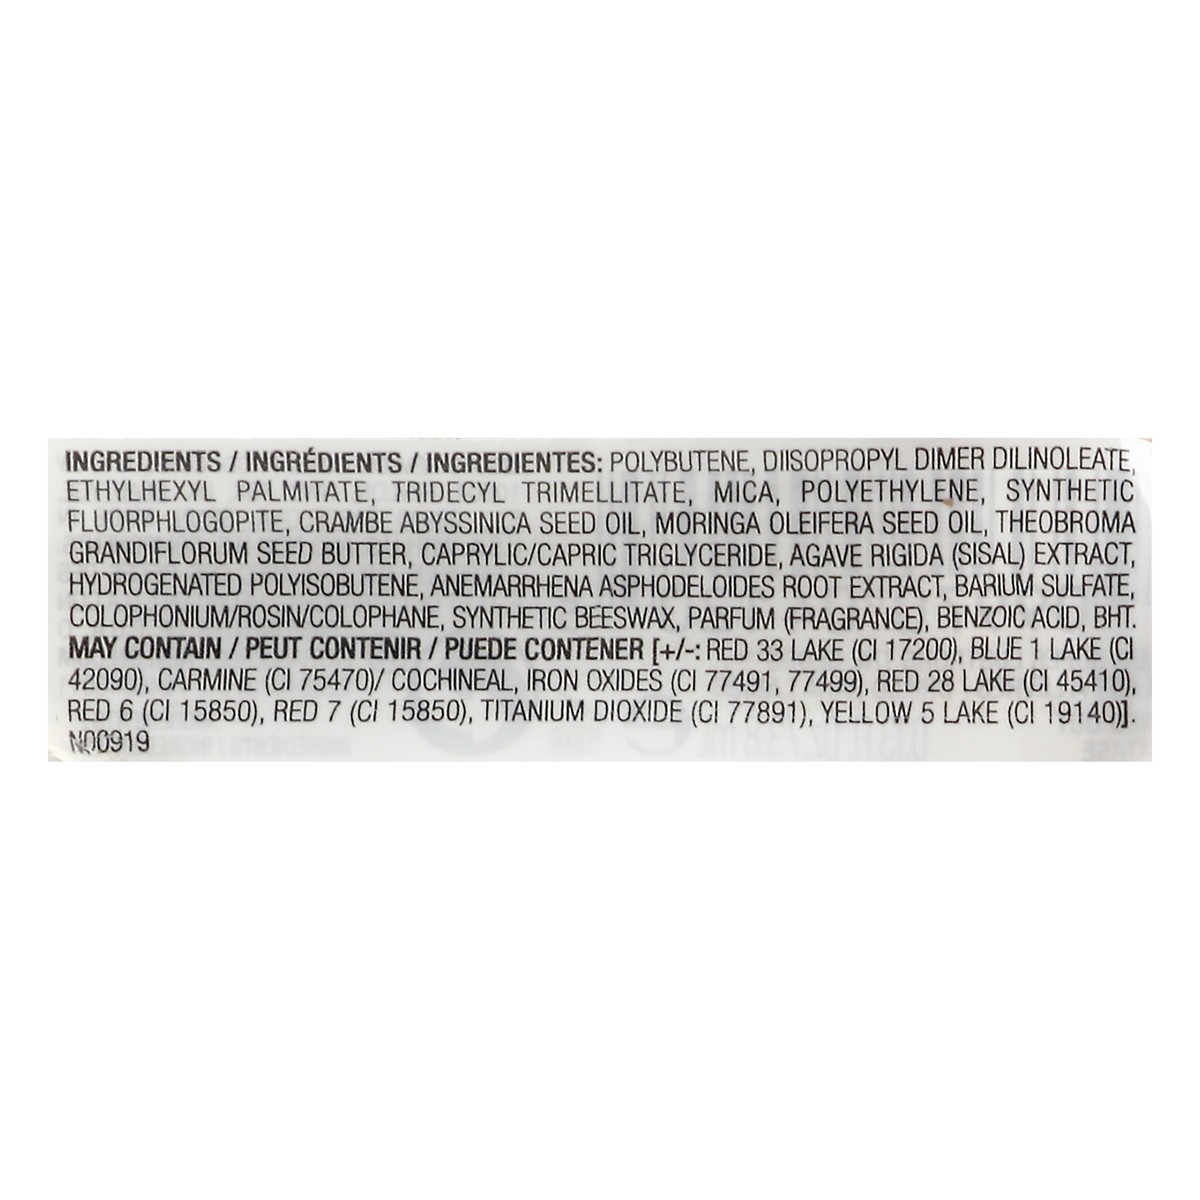 INGREDIENTS / INGRÉDIENTS / INGREDIENTES: POLYBUTENE, DIISOPROPYL DIMER DILINOLEATE,
ETHYLHEXYL PALMITATE, TRIDECYL TRIMELLITATE, MICA, POLYETHYLENE, SYNTHETIC
FLUORPHLOGOPITE, CRAMBE ABYSSINICA SEED OIL, MORINGA OLEIFERA SEED OIL, THEOBROMA
GRANDIFLORUM SEED BUTTER, CAPRYLIC/CAPRIC TRIGLYCERIDE, AGAVE RIGIDA (SISAL) EXTRACT,
HYDROGENATED POLYISOBUTENE, ANEMARRHENA ASPHODELOIDES ROOT EXTRACT, BARIUM SULFATE,
COLOPHONIUM/ROSIN/COLOPHANE, SYNTHETIC BEESWAX, PARFUM (FRAGRANCE), BENZOIC ACID, BHT.
MAY CONTAIN / PEUT CONTENIR / PUEDE CONTENER [+/-: RED 33 LAKE (CI 17200), BLUE 1 LAKE (CI
42090), CARMINE (CI 75470)/ COCHINEAL, IRON OXIDES (CI 77491, 77499), RED 28 LAKE (CI 45410),
RED 6 (CI 15850), RED 7 (CI 15850), TITANIUM DIOXIDE (CI 77891), YELLOW 5 LAKE (CI 19140)].
N00919